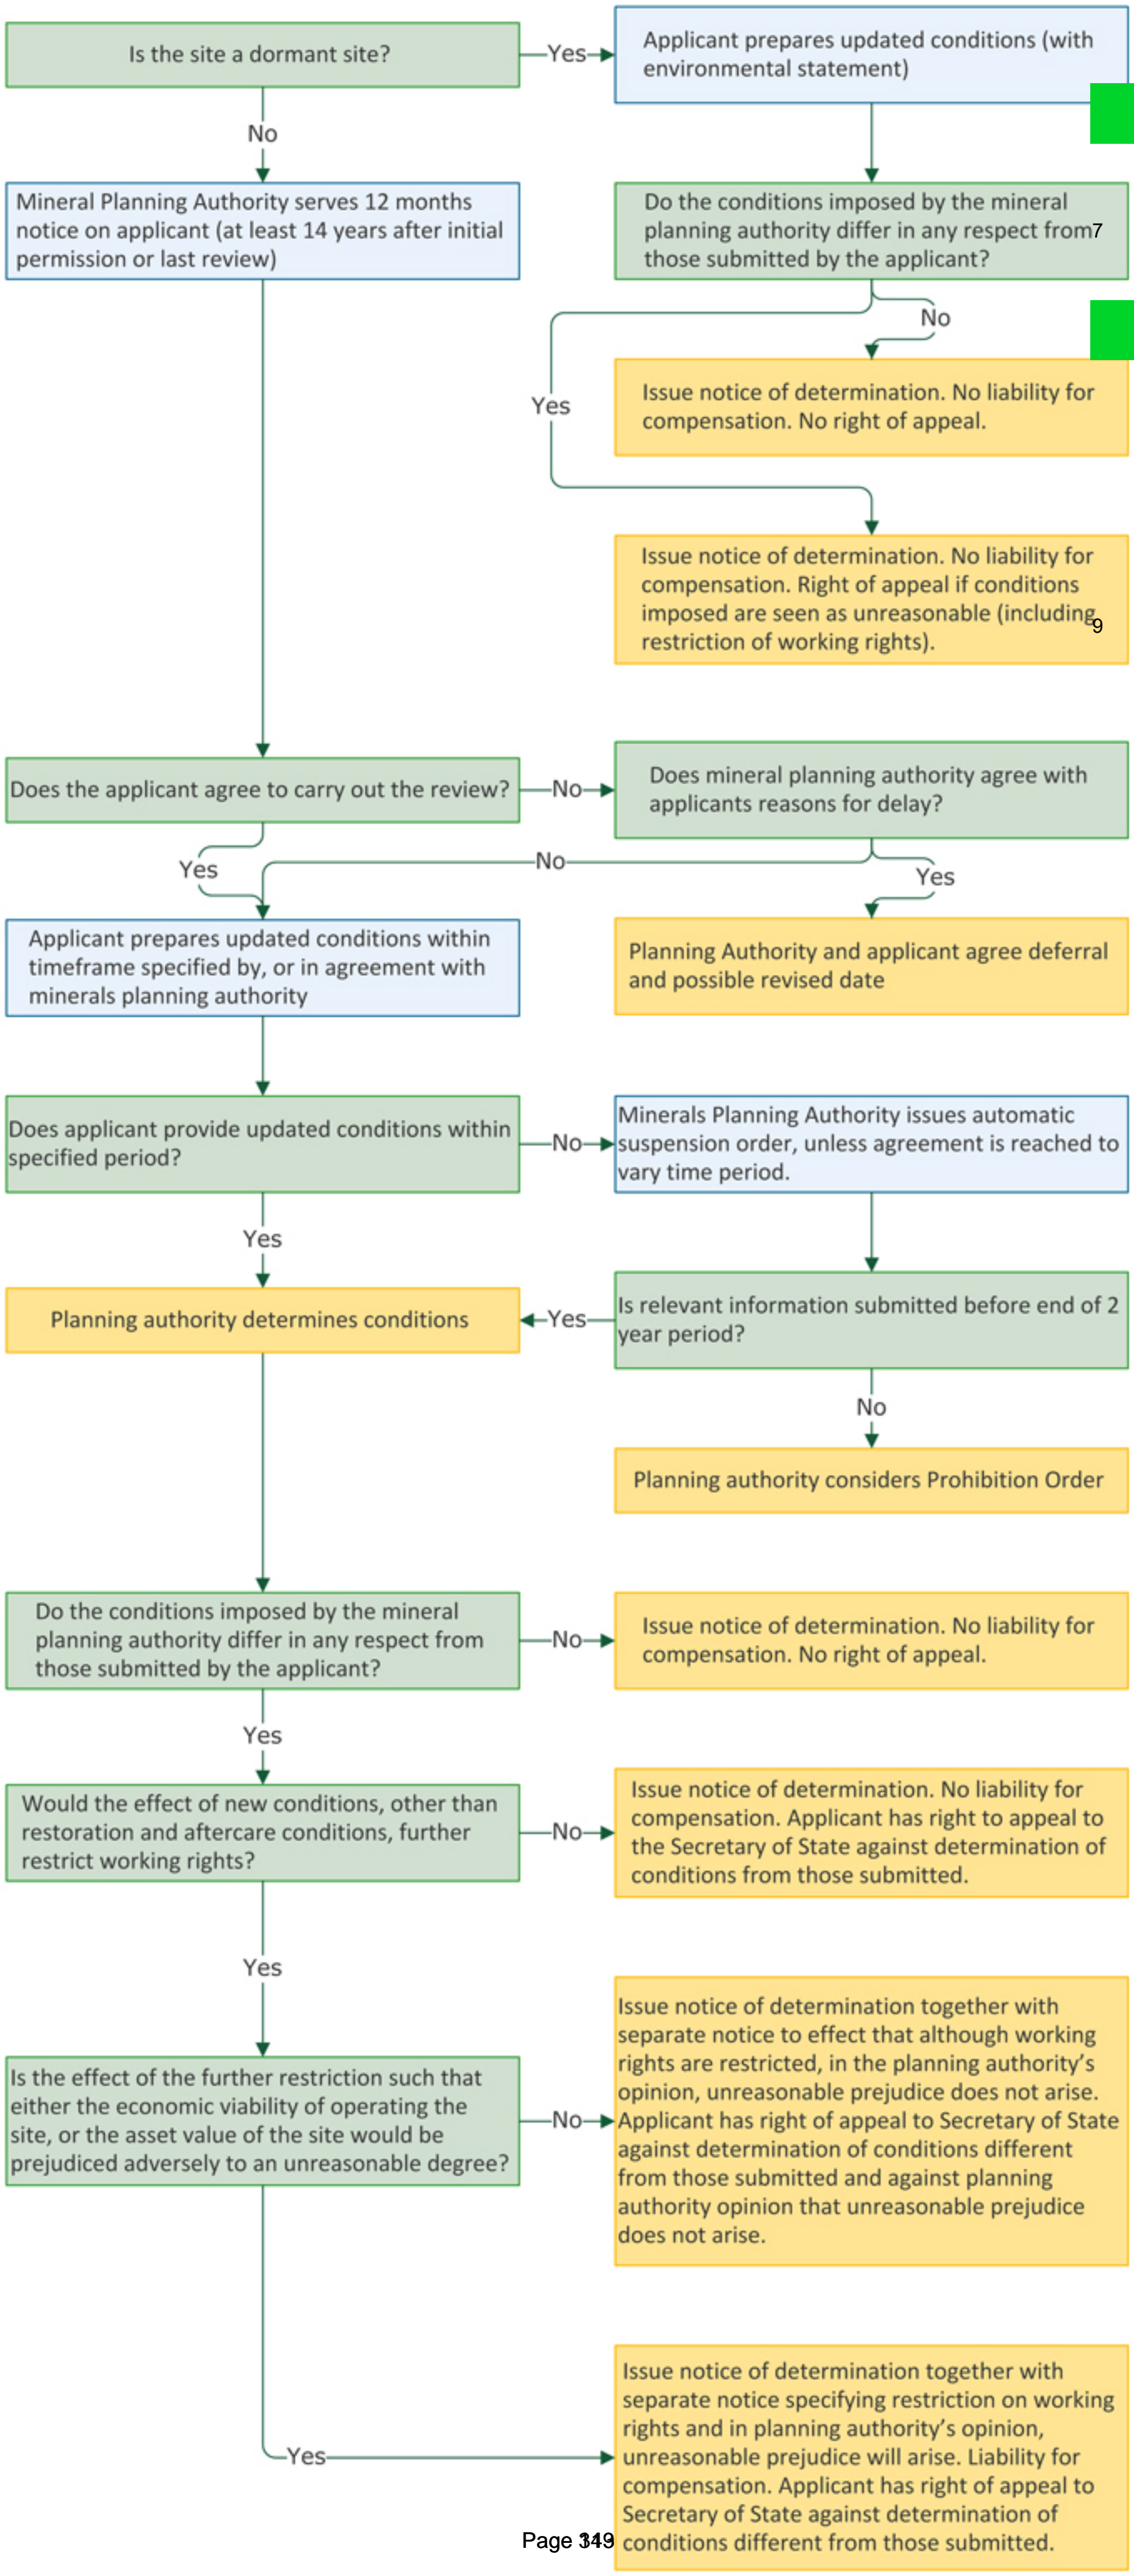 Is the site a dormant site?
Yes
Applicant prepares updated conditions (with
environmental statement)
No
Mineral Planning Authority serves 12 months
notice on applicant (at least 14 years after initial
permission or last review)
Do the conditions imposed by the mineral
planning authority differ in any respect from
those submitted by the applicant?
7
No
Issue notice of determination. No liability for
compensation. No right of appeal.
Yes
Issue notice of determination. No liability for
compensation. Right of appeal if conditions
imposed are seen as unreasonable (including
restriction of working rights).
9
Does the applicant agree to carry out the review?
No
Does mineral planning authority agree with
applicants reasons for delay?
Yes
No
Yes
Applicant prepares updated conditions within
timeframe specified by, or in agreement with
minerals planning authority
Planning Authority and applicant agree deferral
and possible revised date
Does applicant provide updated conditions within
specified period?
No
Minerals Planning Authority issues automatic
suspension order, unless agreement is reached to
vary time period.
Yes
Planning authority determines conditions
Yes
Is relevant information submitted before end of 2
year period?
No
Planning authority considers Prohibition Order
Do the conditions imposed by the mineral
planning authority differ in any respect from
those submitted by the applicant?
No
Issue notice of determination. No liability for
compensation. No right of appeal.
Yes
Would the effect of new conditions, other than
restoration and aftercare conditions, further
restrict working rights?
No
Issue notice of determination. No liability for
compensation. Applicant has right to appeal to
the Secretary of State against determination of
conditions from those submitted.
Yes
Is the effect of the further restriction such that
either the economic viability of operating the
site, or the asset value of the site would be
prejudiced adversely to an unreasonable degree?
No
Issue notice of determination together with
separate notice to effect that although working
rights are restricted, in the planning authority's
opinion, unreasonable prejudice does not arise.
Applicant has right of appeal to Secretary of State
against determination of conditions different
from those submitted and against planning
authority opinion that unreasonable prejudice
does not arise.
Yes
Issue notice of determination together with
separate notice specifying restriction on working
rights and in planning authority's opinion,
unreasonable prejudice will arise. Liability for
compensation. Applicant has right of appeal to
Secretary of State against determination of
conditions different from those submitted.
Page